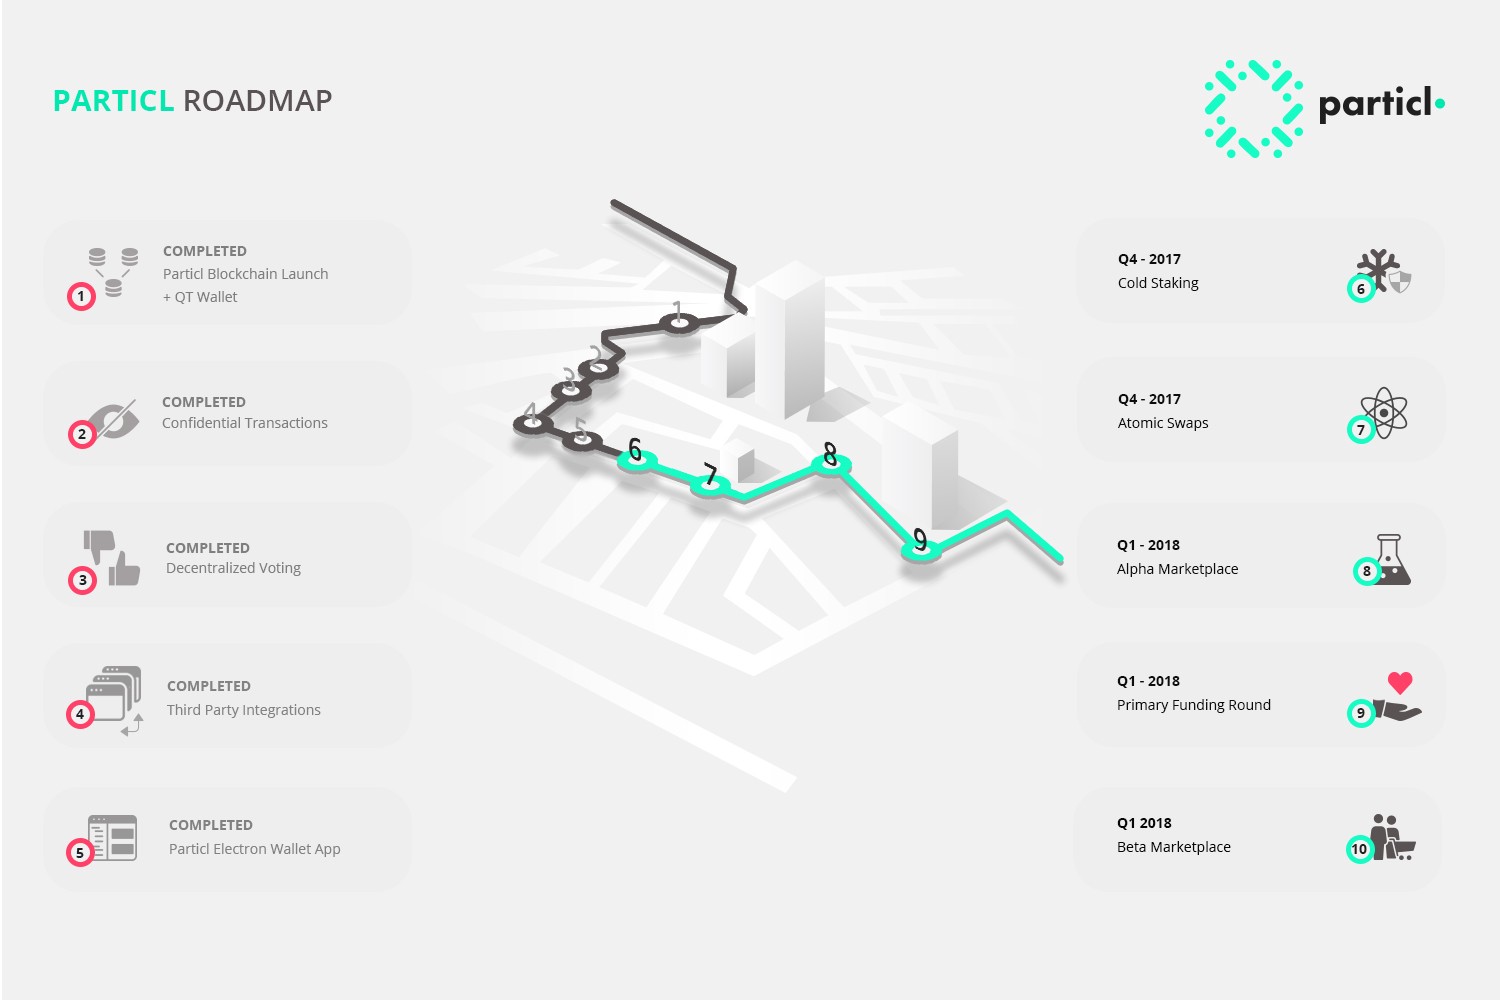 PARTICL ROADMAP
particl
COMPLETED
Particl Blockchain Launch
+ QT Wallet
1
COMPLETED
Confidential Transactions
2
COMPLETED
Decentralized Voting
3
COMPLETED
Third Party Integrations
4
COMPLETED
Particl Electron Wallet App
5
1
2
3
4
5
6
7
8
9
Q4 - 2017
Cold Staking
6
Q4 - 2017
Atomic Swaps
7
Q1 - 2018
Alpha Marketplace
8
Q1 - 2018
Primary Funding Round
9
Q1 2018
Beta Marketplace
10